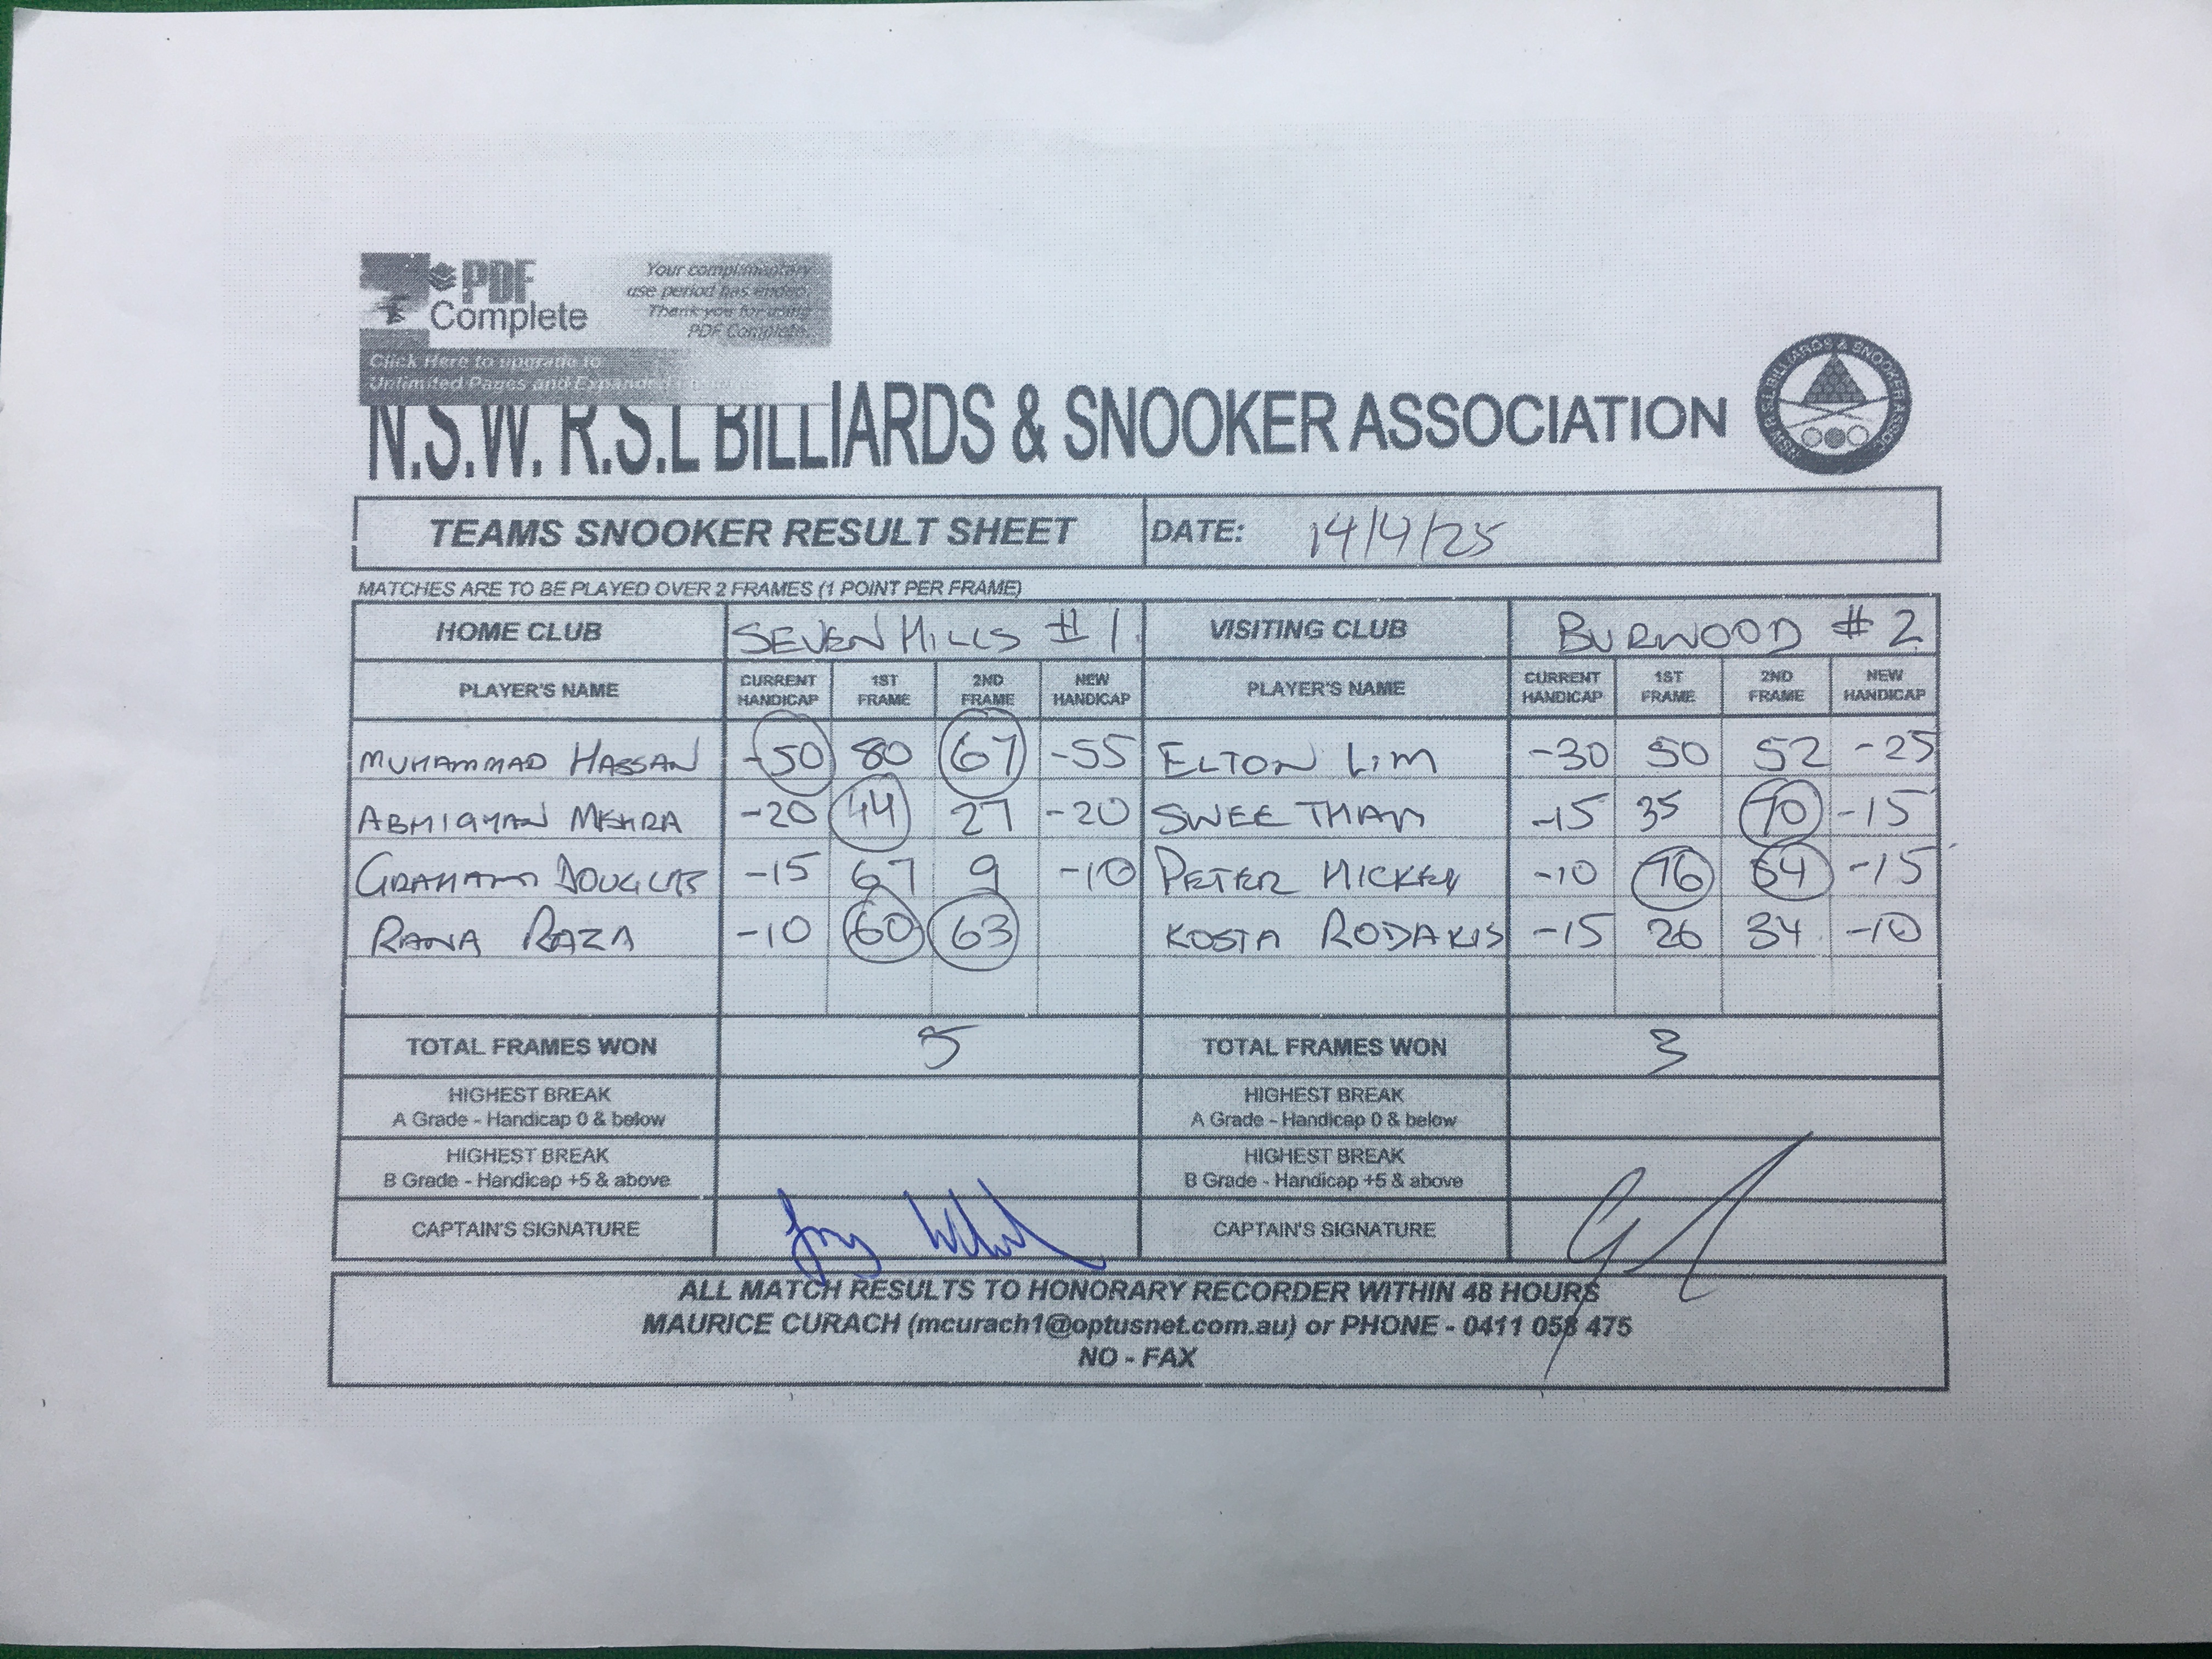 PDF
Complete
Your complimentary
use period has ended.
Thank you for using
PDF Complete.
Click Here to upgrade to
Unlimited Pages and Expanded
N.S.W. R.S.L BILLIARDS & SNOOKER ASSOCIATION
TEAMS SNOOKER RESULT SHEET DATE: 14/4/25
MATCHES ARE TO BE PLAYED OVER 2 FRAMES (1 POINT PER FRAME)
HOME CLUB SEVEN HILLS #1 VISITING CLUB BURWOOD #2
PLAYER'S NAME CURRENT HANDICAP 1ST FRAME 2ND FRAME NEW HANDICAP PLAYER'S NAME CURRENT HANDICAP 1ST FRAME 2ND FRAME NEW HANDICAP
MUHAMMAD HASSAN -50 80 67 -55 ELTON LIM -30 50 52 -25
MEHRA -20 44 27 -20 SWEE THAM -15 35 70 -15
GRAHAM DOUGLAS -15 67 9 -10 PETER HICKEY -10 76 54 -15
RANA RAZA -10 60 63 KOSTA RODAKIS -15 26 34 -10
TOTAL FRAMES WON 5 TOTAL FRAMES WON 3
HIGHEST BREAK HIGHEST BREAK
A Grade - Handicap 0 & below A Grade - Handicap 0 & below
HIGHEST BREAK HIGHEST BREAK
B Grade - Handicap +5 & above B Grade - Handicap +5 & above
CAPTAIN'S SIGNATURE CAPTAIN'S SIGNATURE
ALL MATCH RESULTS TO HONORARY RECORDER WITHIN 48 HOURS
MAURICE CURACH (mcurach1@optusnet.com.au) or PHONE - 0411 058 475
NO - FAX